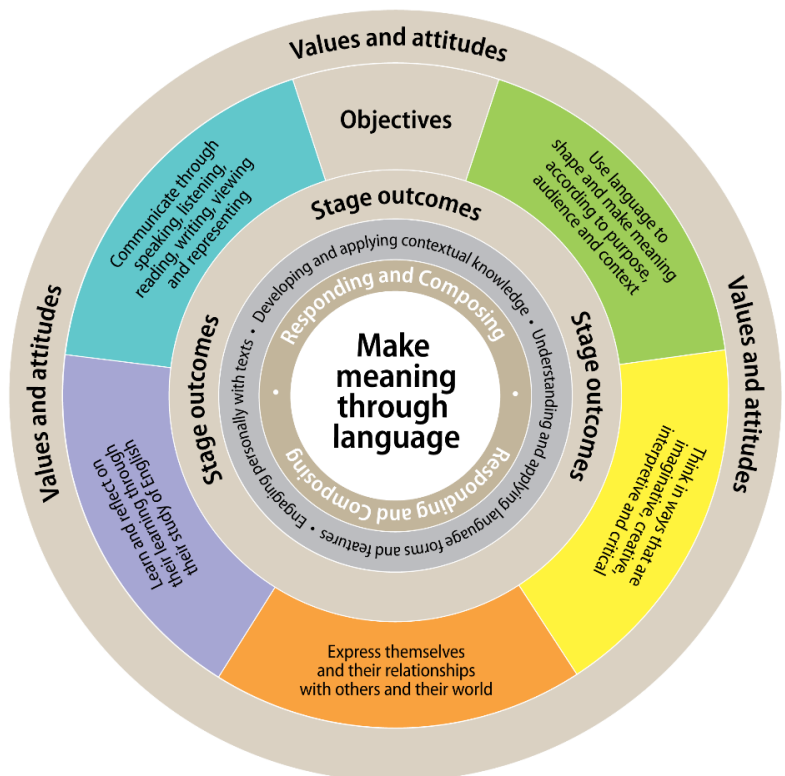 Values and attitudes
Objectives
Communicate through
speaking, listening,
reading, writing, viewing
and representing
Use language to
shape and make meaning
according to purpose,
audience and context
Stage outcomes
Developing and applying contextual knowledge • Understanding and applying language forms and features • Engaging personally with texts •
Responding and Composing • Responding and Composing •
Make
meaning
through
language
Values and attitudes
Stage outcomes
Stage outcomes
Values and attitudes
Learn and reflect on
their learning through
their study of English
Think in ways that are
imaginative, creative,
interpretive and critical
Express themselves
and their relationships
with others and their world